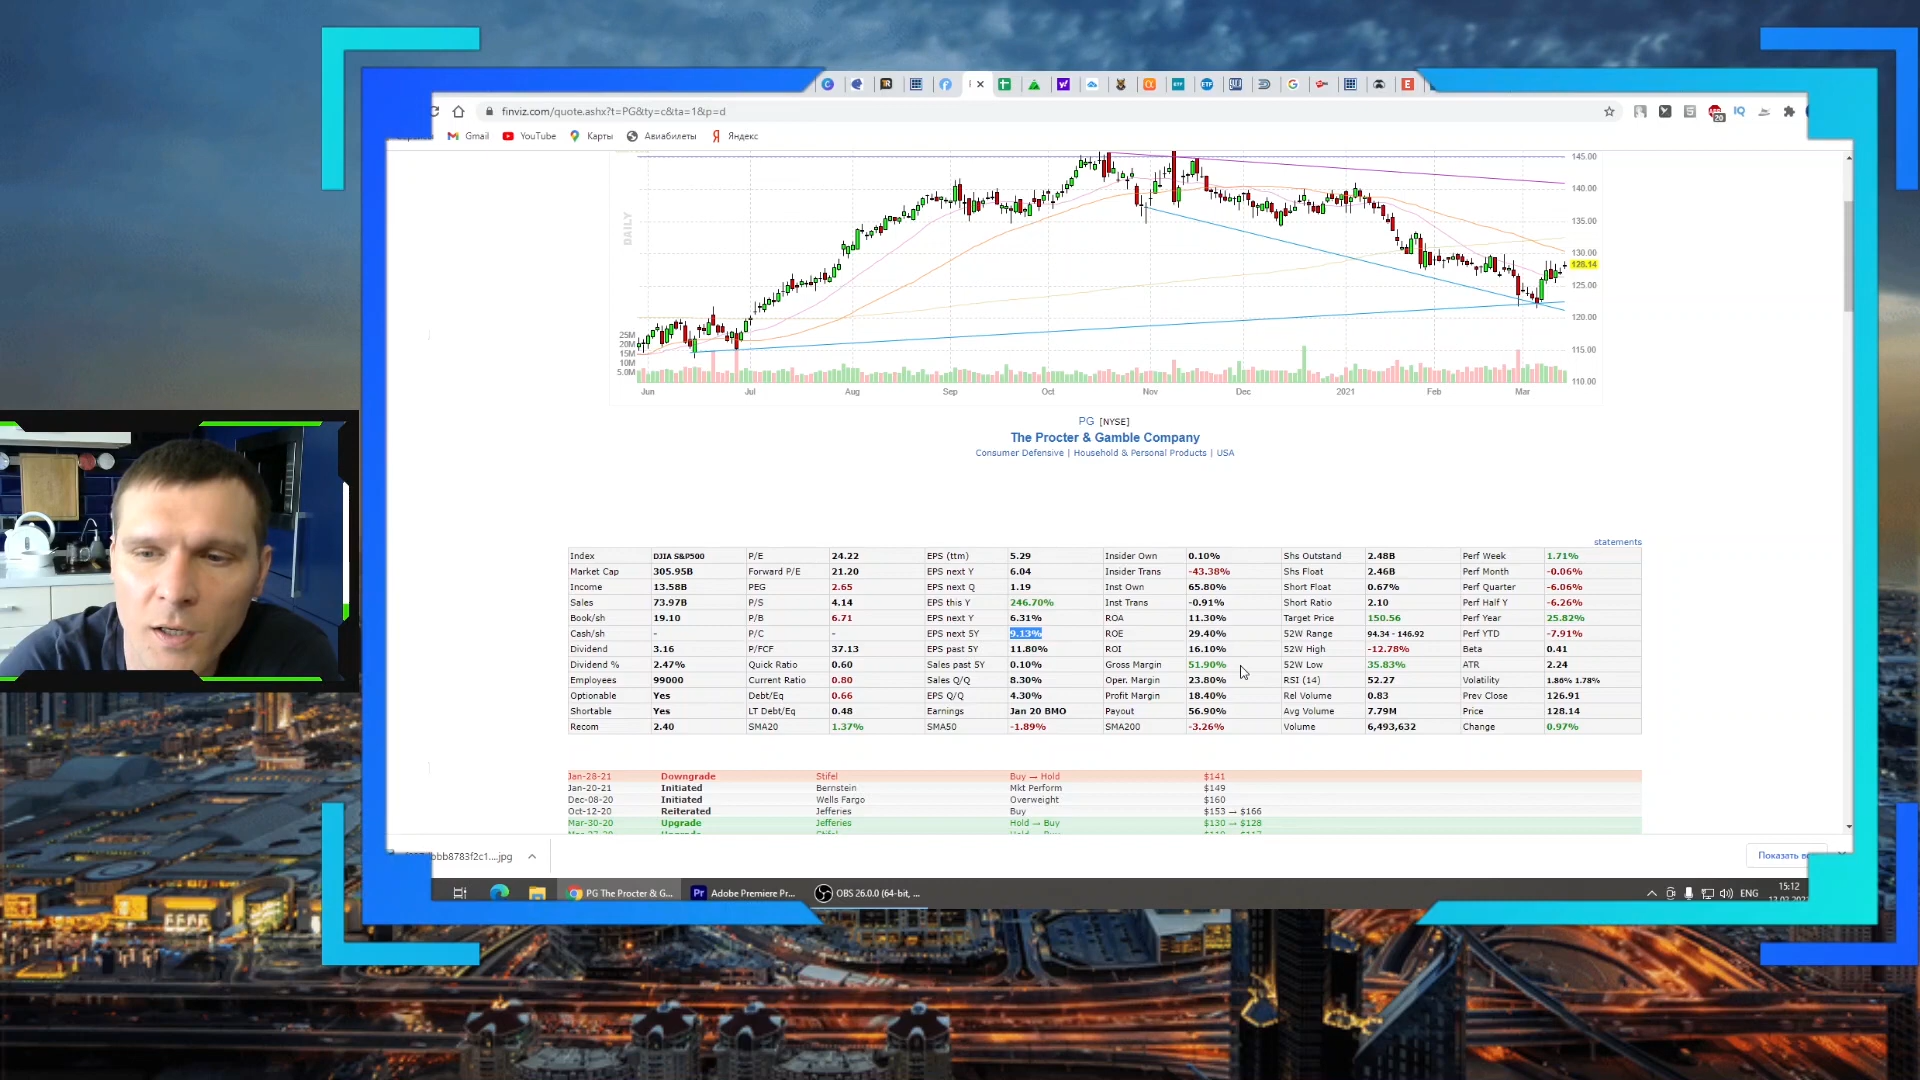 finviz.com/quote.ashx?t=PG&ty=c&ta=1&p=d
20
IQ
Gmail YouTube Карты Авиабилеты Яндекс
DAILY
145.00
140.00
135.00
130.00
128.14
125.00
120.00
115.00
110.00
25M
20M
15M
10M
5.0M
Jun Jul Aug Sep Oct Nov Dec 2021 Feb Mar
PG [NYSE]
The Procter & Gamble Company
Consumer Defensive | Household & Personal Products | USA
statements
Index DJIA S&P500 P/E 24.22 EPS (ttm) 5.29 Insider Own 0.10% Shs Outstand 2.48B Perf Week 1.71%
Market Cap 305.95B Forward P/E 21.20 EPS next Y 6.04 Insider Trans -43.38% Shs Float 2.46B Perf Month -0.06%
Income 13.58B PEG 2.65 EPS next Q 1.19 Inst Own 65.80% Short Float 0.67% Perf Quarter -6.06%
Sales 73.97B P/S 4.14 EPS this Y 246.70% Inst Trans -0.91% Short Ratio 2.10 Perf Half Y -6.26%
Book/sh 19.10 P/B 6.71 EPS next Y 6.31% ROA 11.30% Target Price 150.56 Perf Year 25.82%
Cash/sh - P/C - EPS next 5Y 9.13% ROE 29.40% 52W Range 94.34 - 146.92 Perf YTD -7.91%
Dividend 3.16 P/FCF 37.13 EPS past 5Y 11.80% ROI 16.10% 52W High -12.78% Beta 0.41
Dividend % 2.47% Quick Ratio 0.60 Sales past 5Y 0.10% Gross Margin 51.90% 52W Low 35.83% ATR 2.24
Employees 99000 Current Ratio 0.80 Sales Q/Q 8.30% Oper. Margin 23.80% RSI (14) 52.27 Volatility 1.86% 1.78%
Optionable Yes Debt/Eq 0.66 EPS Q/Q 4.30% Profit Margin 18.40% Rel Volume 0.83 Prev Close 126.91
Shortable Yes LT Debt/Eq 0.48 Earnings Jan 20 BMO Payout 56.90% Avg Volume 7.79M Price 128.14
Recom 2.40 SMA20 1.37% SMA50 -1.89% SMA200 -3.26% Volume 6,493,632 Change 0.97%
Jan-28-21 Downgrade Stifel Buy → Hold $141
Jan-20-21 Initiated Bernstein Mkt Perform $149
Dec-08-20 Initiated Wells Fargo Overweight $160
Oct-12-20 Reiterated Jefferies Buy $153 → $166
Mar-30-20 Upgrade Jefferies Hold → Buy $130 → $128
bbb8783f2c1....jpg
Показать
PG The Procter & G... Pr Adobe Premiere Pr... OBS 26.0.0 (64-bit, ...
ENG 15:12